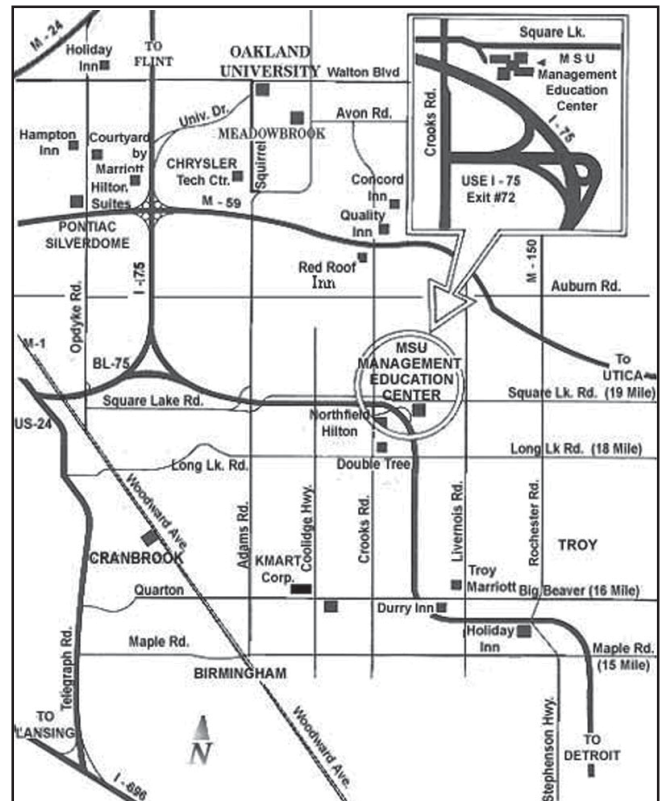 M - 24
Holiday
Inn
TO
FLINT
OAKLAND
UNIVERSITY
Walton Blvd
Square Lk.
M S U
Management
Education
Center
Crooks Rd.
I - 75
USE I - 75
Exit #72
Univ. Dr.
MEADOWBROOK
Avon Rd.
Hampton
Inn
Courtyard
by
Marriott
Hilton
Suites
CHRYSLER
Tech Ctr.
Squirrel
M - 59
Concord
Inn
Quality
Inn
PONTIAC
SILVERDOME
I - 75
Red Roof
Inn
M - 150
Auburn Rd.
Opdyke Rd.
M-1
BL-75
MSU
MANAGEMENT
EDUCATION
CENTER
To
UTICA
Square Lake Rd.
Square Lk. Rd. (19 Mile)
US-24
Northfield
Hilton
Long Lk. Rd.
Double Tree
Long Lk Rd. (18 Mile)
Woodward Ave.
Adams Rd.
Coolidge Hwy.
Crooks Rd.
Livernois Rd.
Rochester Rd.
TROY
CRANBROOK
KMART
Corp.
Troy
Marriott
Quarton
Big Beaver (16 Mile)
Durry Inn
Holiday
Inn
Telegraph Rd.
Maple Rd.
Maple Rd.
(15 Mile)
BIRMINGHAM
TO
LANSING
N
Woodward Ave.
Stephenson Hwy.
TO
DETROIT
I - 696